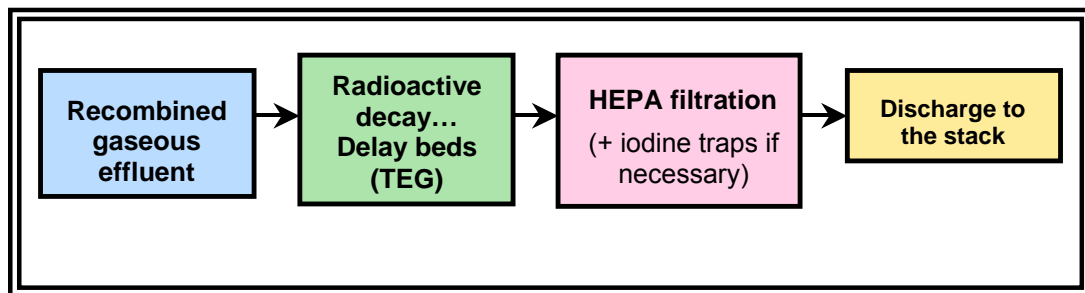 Recombined
gaseous
effluent
Radioactive
decay…
Delay beds
(TEG)
HEPA filtration
(+ iodine traps if
necessary)
Discharge to
the stack